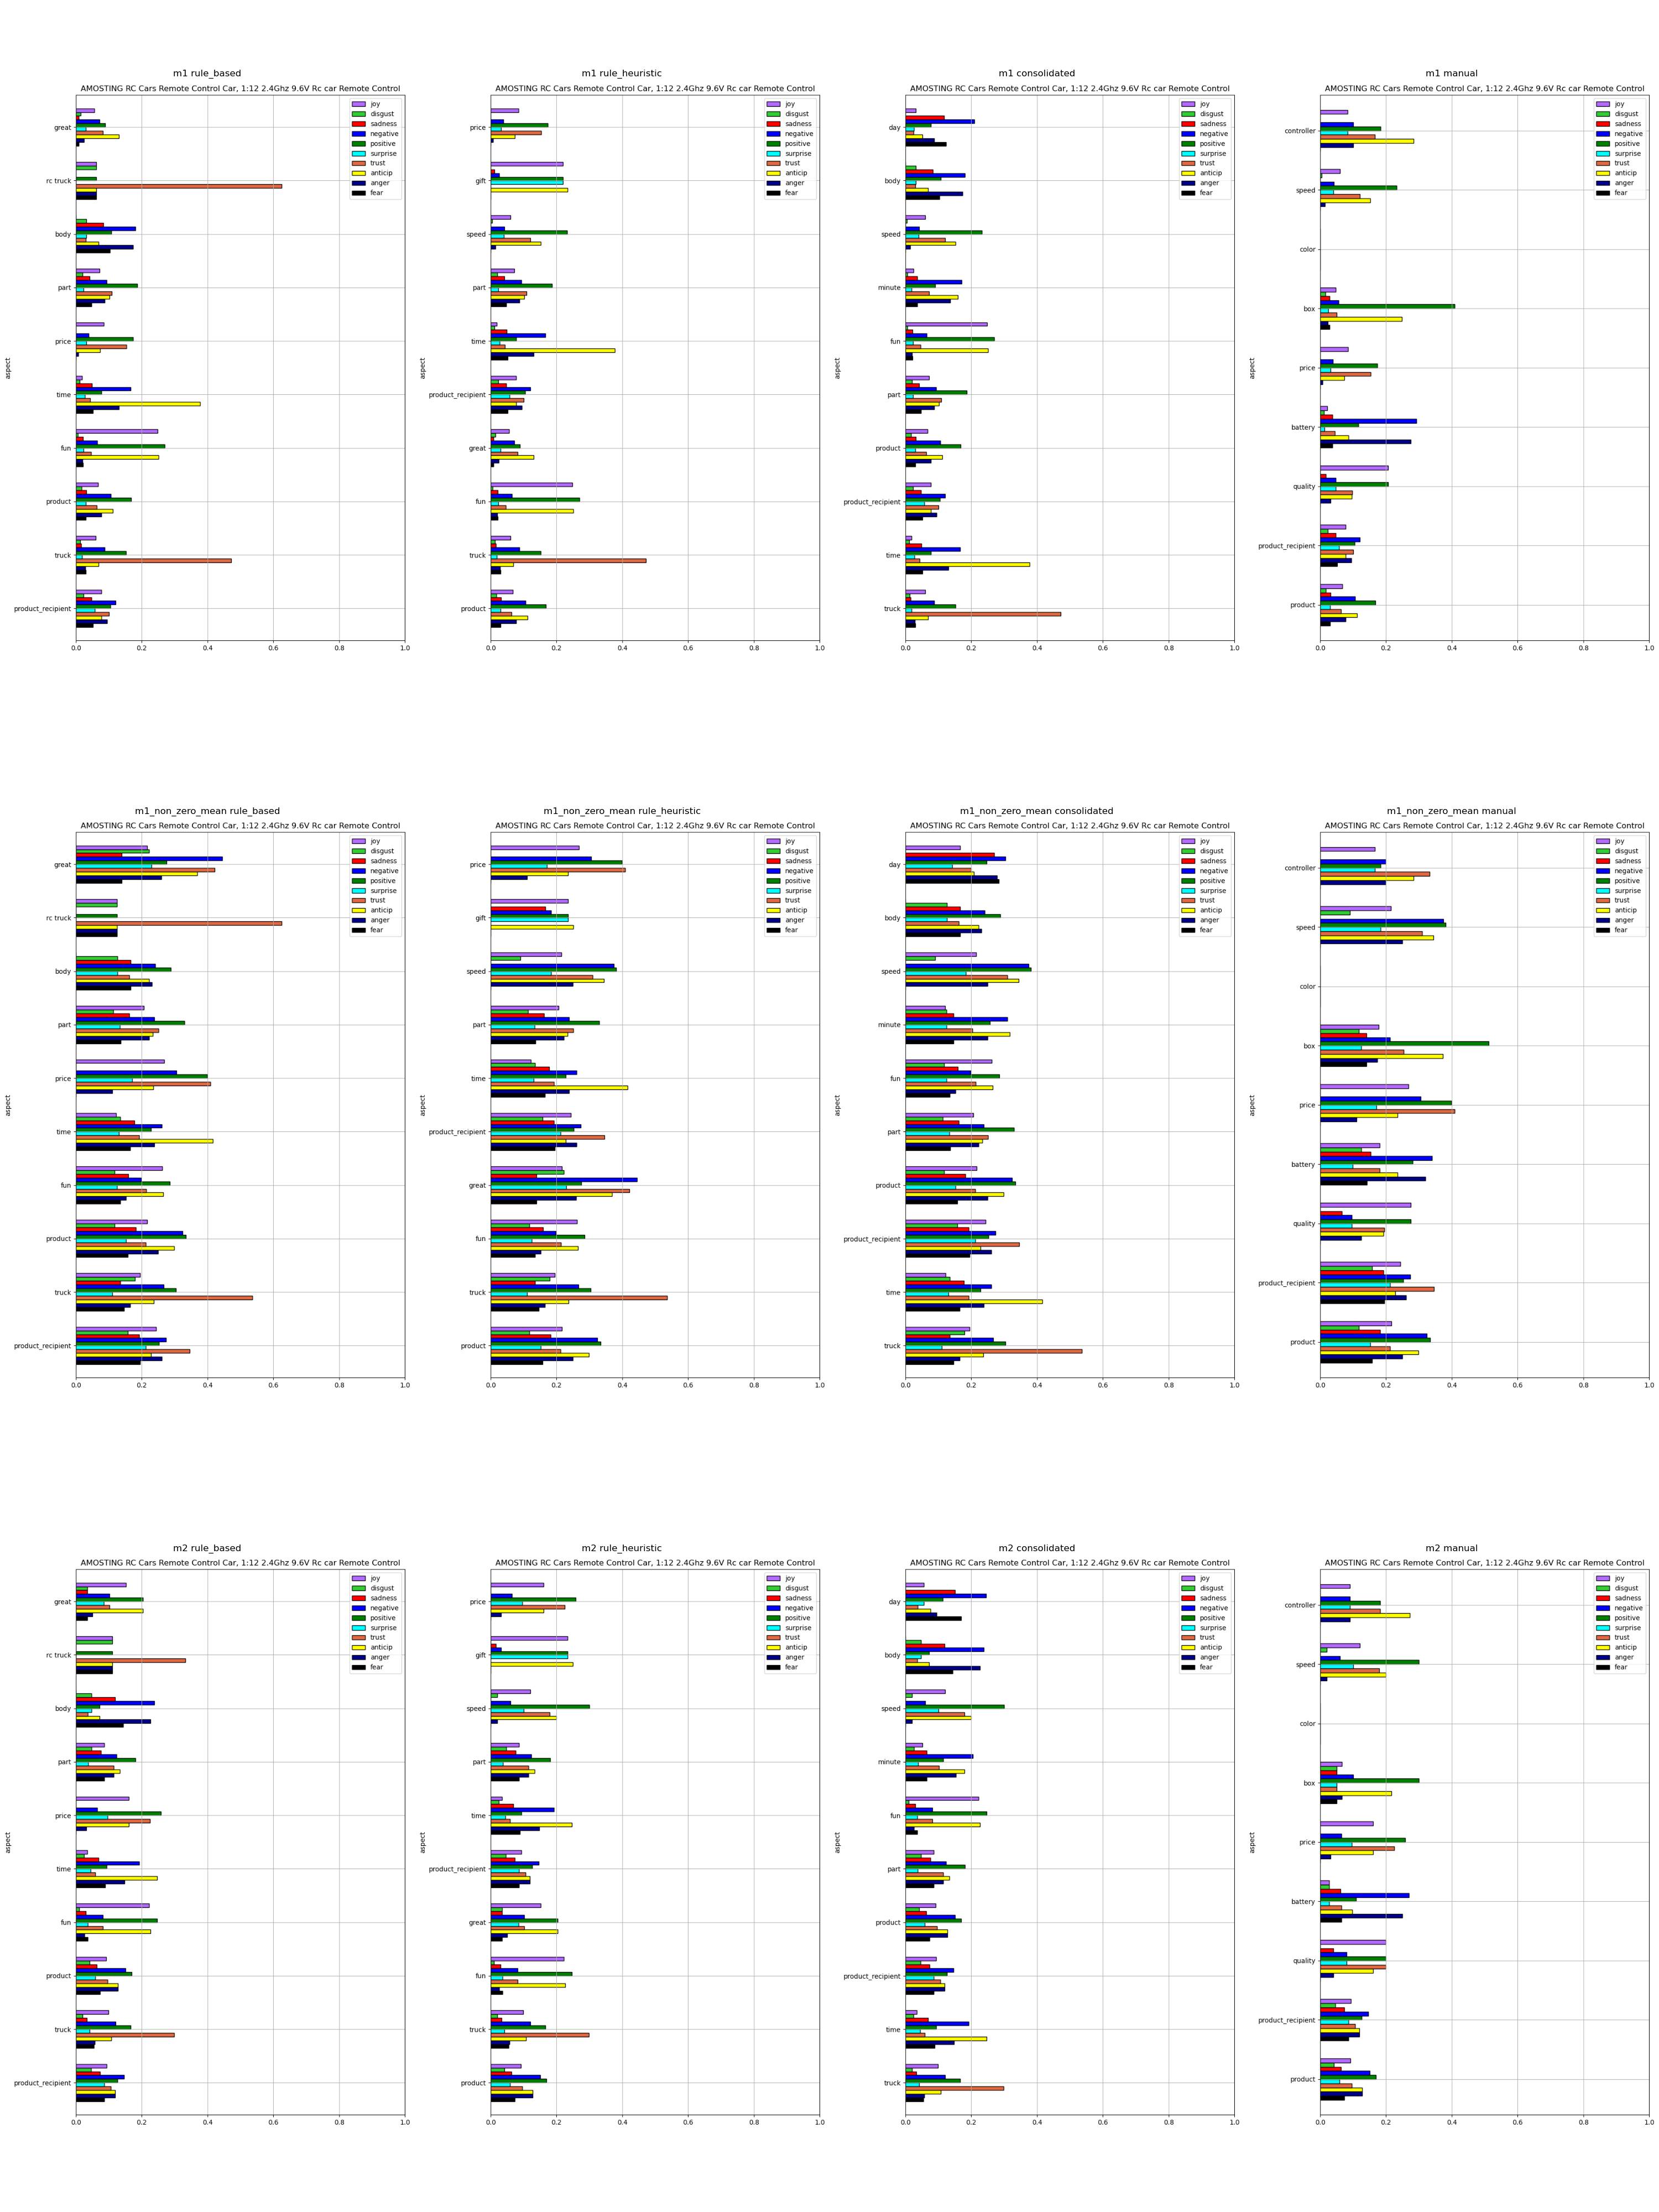 m1 rule_based
AMOSTING RC Cars Remote Control Car, 1:12 2.4Ghz 9.6V Rc car Remote Control
joy
disgust
sadness
negative
positive
surprise
trust
anticip
anger
fear
great
rc truck
body
part
price
time
fun
product
truck
product_recipient
aspect
0.0 0.2 0.4 0.6 0.8 1.0
m1 rule_heuristic
AMOSTING RC Cars Remote Control Car, 1:12 2.4Ghz 9.6V Rc car Remote Control
joy
disgust
sadness
negative
positive
surprise
trust
anticip
anger
fear
price
gift
speed
part
time
product_recipient
great
fun
truck
product
aspect
0.0 0.2 0.4 0.6 0.8 1.0
m1 consolidated
AMOSTING RC Cars Remote Control Car, 1:12 2.4Ghz 9.6V Rc car Remote Control
joy
disgust
sadness
negative
positive
surprise
trust
anticip
anger
fear
day
body
speed
minute
fun
part
product
product_recipient
time
truck
aspect
0.0 0.2 0.4 0.6 0.8 1.0
m1 manual
AMOSTING RC Cars Remote Control Car, 1:12 2.4Ghz 9.6V Rc car Remote Control
joy
disgust
sadness
negative
positive
surprise
trust
anticip
anger
fear
controller
speed
color
box
price
battery
quality
product_recipient
product
aspect
0.0 0.2 0.4 0.6 0.8 1.0
m1_non_zero_mean rule_based
AMOSTING RC Cars Remote Control Car, 1:12 2.4Ghz 9.6V Rc car Remote Control
joy
disgust
sadness
negative
positive
surprise
trust
anticip
anger
fear
great
rc truck
body
part
price
time
fun
product
truck
product_recipient
aspect
0.0 0.2 0.4 0.6 0.8 1.0
m1_non_zero_mean rule_heuristic
AMOSTING RC Cars Remote Control Car, 1:12 2.4Ghz 9.6V Rc car Remote Control
joy
disgust
sadness
negative
positive
surprise
trust
anticip
anger
fear
price
gift
speed
part
time
product_recipient
great
fun
truck
product
aspect
0.0 0.2 0.4 0.6 0.8 1.0
m1_non_zero_mean consolidated
AMOSTING RC Cars Remote Control Car, 1:12 2.4Ghz 9.6V Rc car Remote Control
joy
disgust
sadness
negative
positive
surprise
trust
anticip
anger
fear
day
body
speed
minute
fun
part
product
product_recipient
time
truck
aspect
0.0 0.2 0.4 0.6 0.8 1.0
m1_non_zero_mean manual
AMOSTING RC Cars Remote Control Car, 1:12 2.4Ghz 9.6V Rc car Remote Control
joy
disgust
sadness
negative
positive
surprise
trust
anticip
anger
fear
controller
speed
color
box
price
battery
quality
product_recipient
product
aspect
0.0 0.2 0.4 0.6 0.8 1.0
m2 rule_based
AMOSTING RC Cars Remote Control Car, 1:12 2.4Ghz 9.6V Rc car Remote Control
joy
disgust
sadness
negative
positive
surprise
trust
anticip
anger
fear
great
rc truck
body
part
price
time
fun
product
truck
product_recipient
aspect
0.0 0.2 0.4 0.6 0.8 1.0
m2 rule_heuristic
AMOSTING RC Cars Remote Control Car, 1:12 2.4Ghz 9.6V Rc car Remote Control
joy
disgust
sadness
negative
positive
surprise
trust
anticip
anger
fear
price
gift
speed
part
time
product_recipient
great
fun
truck
product
aspect
0.0 0.2 0.4 0.6 0.8 1.0
m2 consolidated
AMOSTING RC Cars Remote Control Car, 1:12 2.4Ghz 9.6V Rc car Remote Control
joy
disgust
sadness
negative
positive
surprise
trust
anticip
anger
fear
day
body
speed
minute
fun
part
product
product_recipient
time
truck
aspect
0.0 0.2 0.4 0.6 0.8 1.0
m2 manual
AMOSTING RC Cars Remote Control Car, 1:12 2.4Ghz 9.6V Rc car Remote Control
joy
disgust
sadness
negative
positive
surprise
trust
anticip
anger
fear
controller
speed
color
box
price
battery
quality
product_recipient
product
aspect
0.0 0.2 0.4 0.6 0.8 1.0